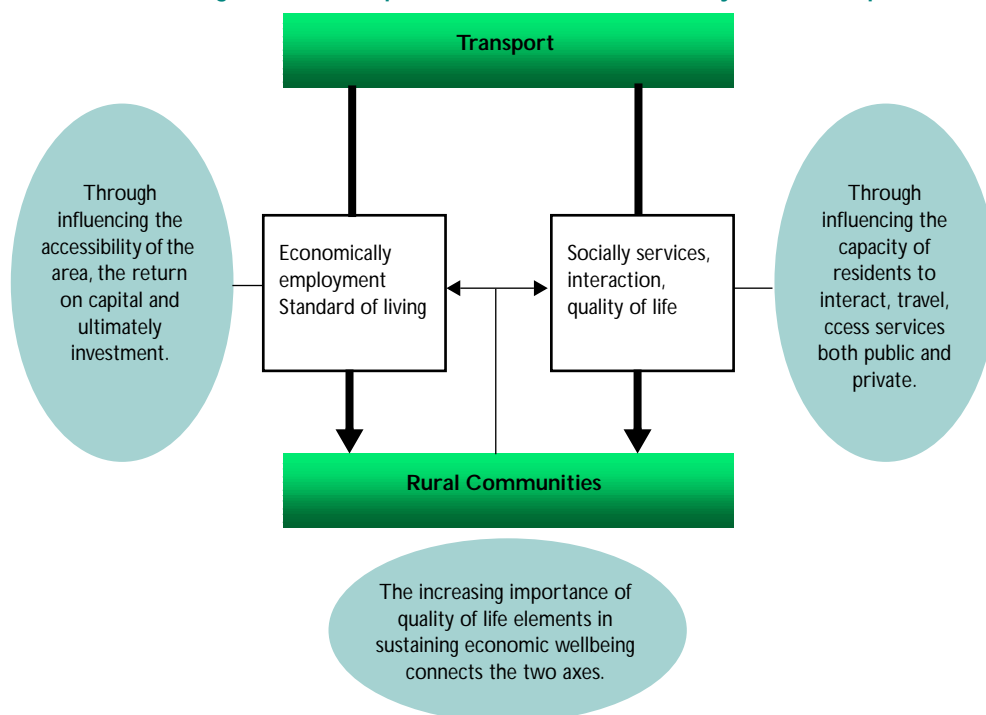 Transport
Through
influencing the
accessibility of the
area, the return
on capital and
ultimately
investment.
Economically
employment
Standard of living
Socially services,
interaction,
quality of life
Through
influencing the
capacity of
residents to
interact, travel,
ccess services
both public and
private.
Rural Communities
The increasing importance of
quality of life elements in
sustaining economic wellbeing
connects the two axes.